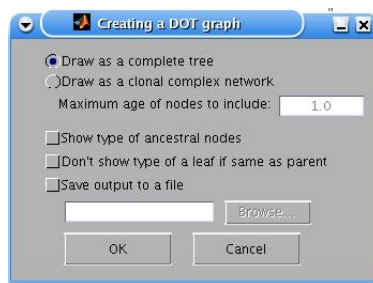 Creating a DOT graph
Draw as a complete tree
Draw as a clonal complex network
Maximum age of nodes to include: 1.0
Show type of ancestral nodes
Don't show type of a leaf if same as parent
Save output to a file
Browse...
OK Cancel